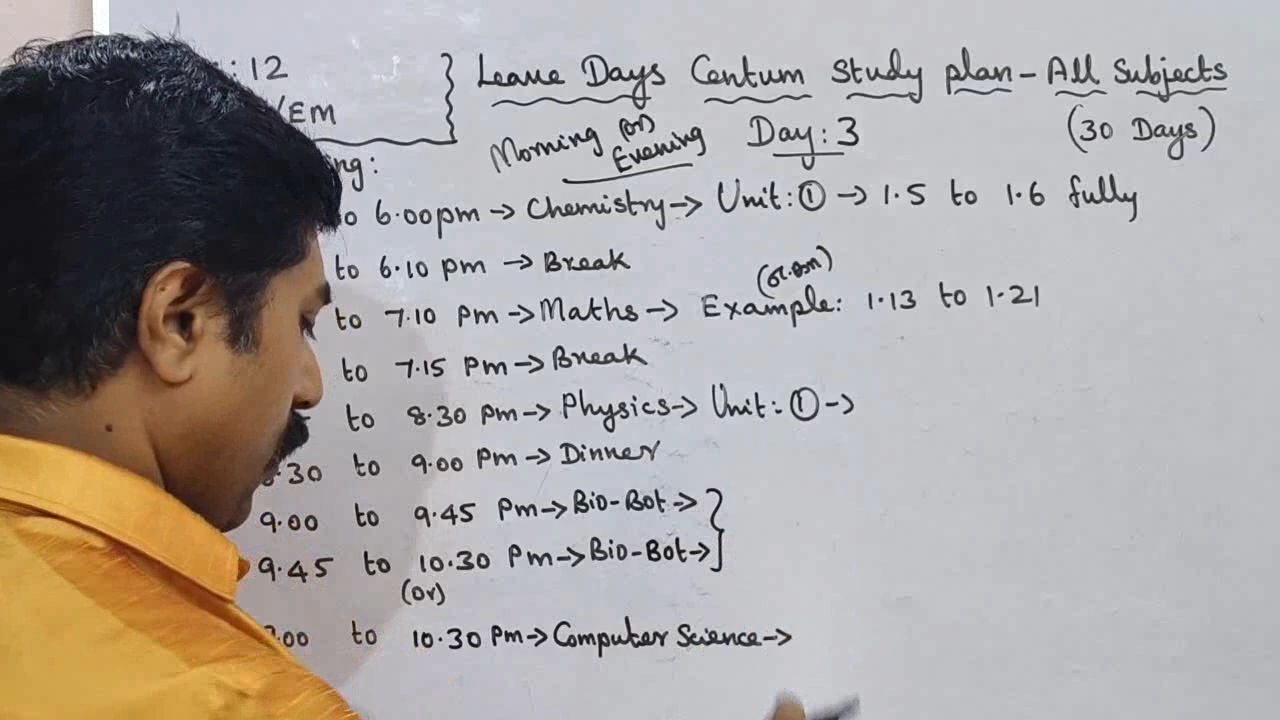 : 12
/EM
Leave Days Centum Study plan - All Subjects
Morning (or) Evening
Day: 3
(30 Days)
ng:
to 6.00pm → Chemistry → Unit: ① → 1.5 to 1.6 fully
to 6.10 pm → Break
to 7.10 Pm → Maths → Example: 1.13 to 1.21
to 7.15 Pm → Break
to 8.30 Pm → Physics → Unit: ① →
8.30 to 9.00 Pm → Dinner
9.00 to 9.45 Pm → Bio-Bot →
9.45 to 10.30 Pm → Bio-Bot →
(or)
9.00 to 10.30 Pm → Computer Science →